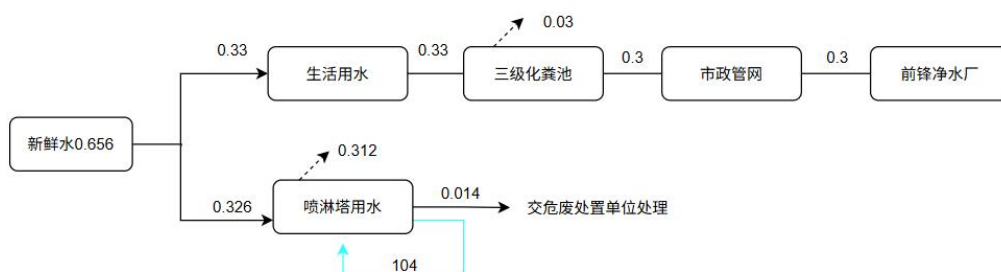 0.03
0.33
0.33
0.3
0.3
生活用水
三级化粪池
市政管网
前锋净水厂
新鲜水0.656
0.312
0.326
喷淋塔用水
0.014
交危废处置单位处理
104